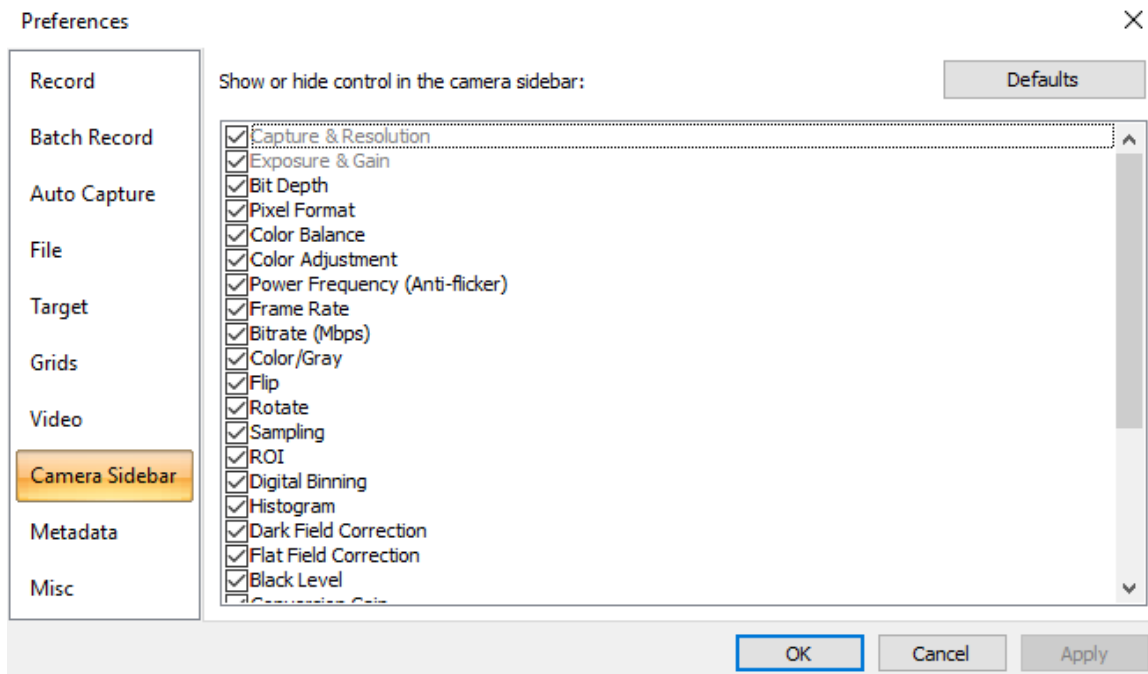 Preferences
Record
Batch Record
Auto Capture
File
Target
Grids
Video
Camera Sidebar
Metadata
Misc
Show or hide control in the camera sidebar:
Defaults
Capture & Resolution
Exposure & Gain
Bit Depth
Pixel Format
Color Balance
Color Adjustment
Power Frequency (Anti-flicker)
Frame Rate
Bitrate (Mbps)
Color/Gray
Flip
Rotate
Sampling
ROI
Digital Binning
Histogram
Dark Field Correction
Flat Field Correction
Black Level
Conversion Gain
OK
Cancel
Apply